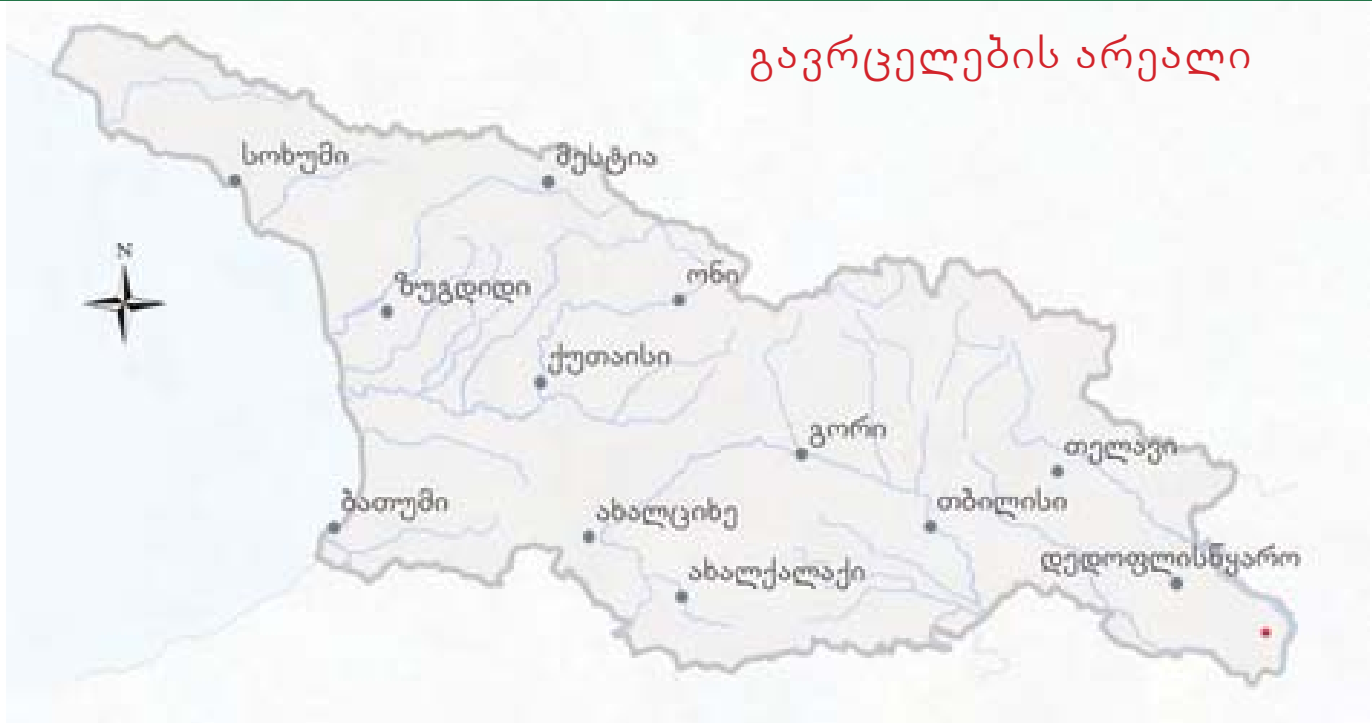 გავრცელების არეალი
სოხუმი
მესტია
N
ზუგდიდი
ონი
ქუთაისი
გორი
თელავი
ბათუმი
ახალციხე
თბილისი
ახალქალაქი
დედოფლისწყარო